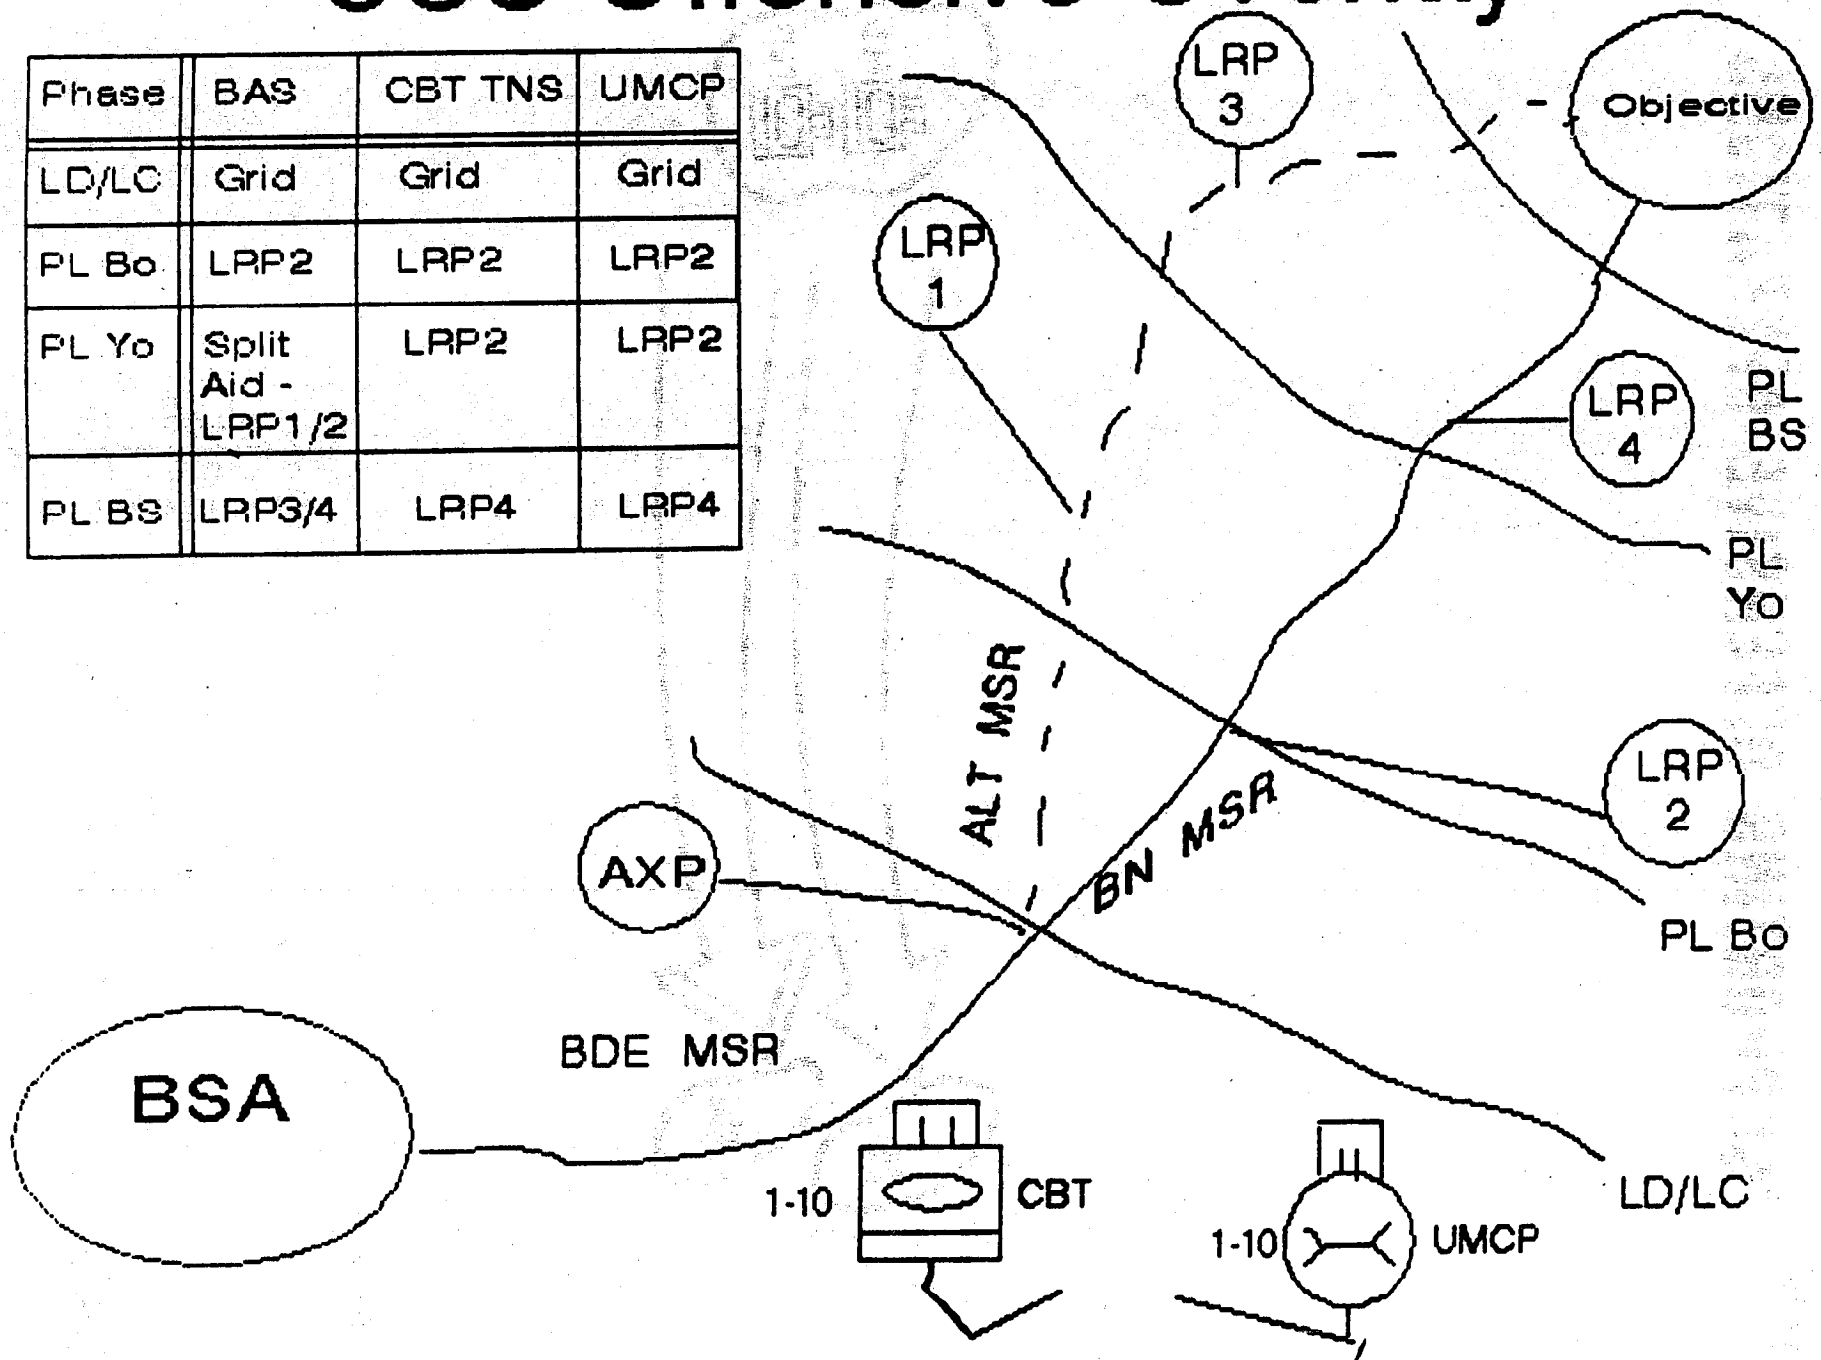 Phase BAS CBT TNS UMCP
LD/LC Grid Grid Grid
PL Bo LRP2 LRP2 LRP2
PL Yo Split Aid - LRP1/2 LRP2 LRP2
PL BS LRP3/4 LRP4 LRP4
LRP
3
Objective
LRP
1
LRP
4
PL
BS
PL
Yo
ALT MSR
LRP
2
BN MSR
AXP
PL Bo
BSA
BDE MSR
1-10
CBT
1-10
UMCP
LD/LC